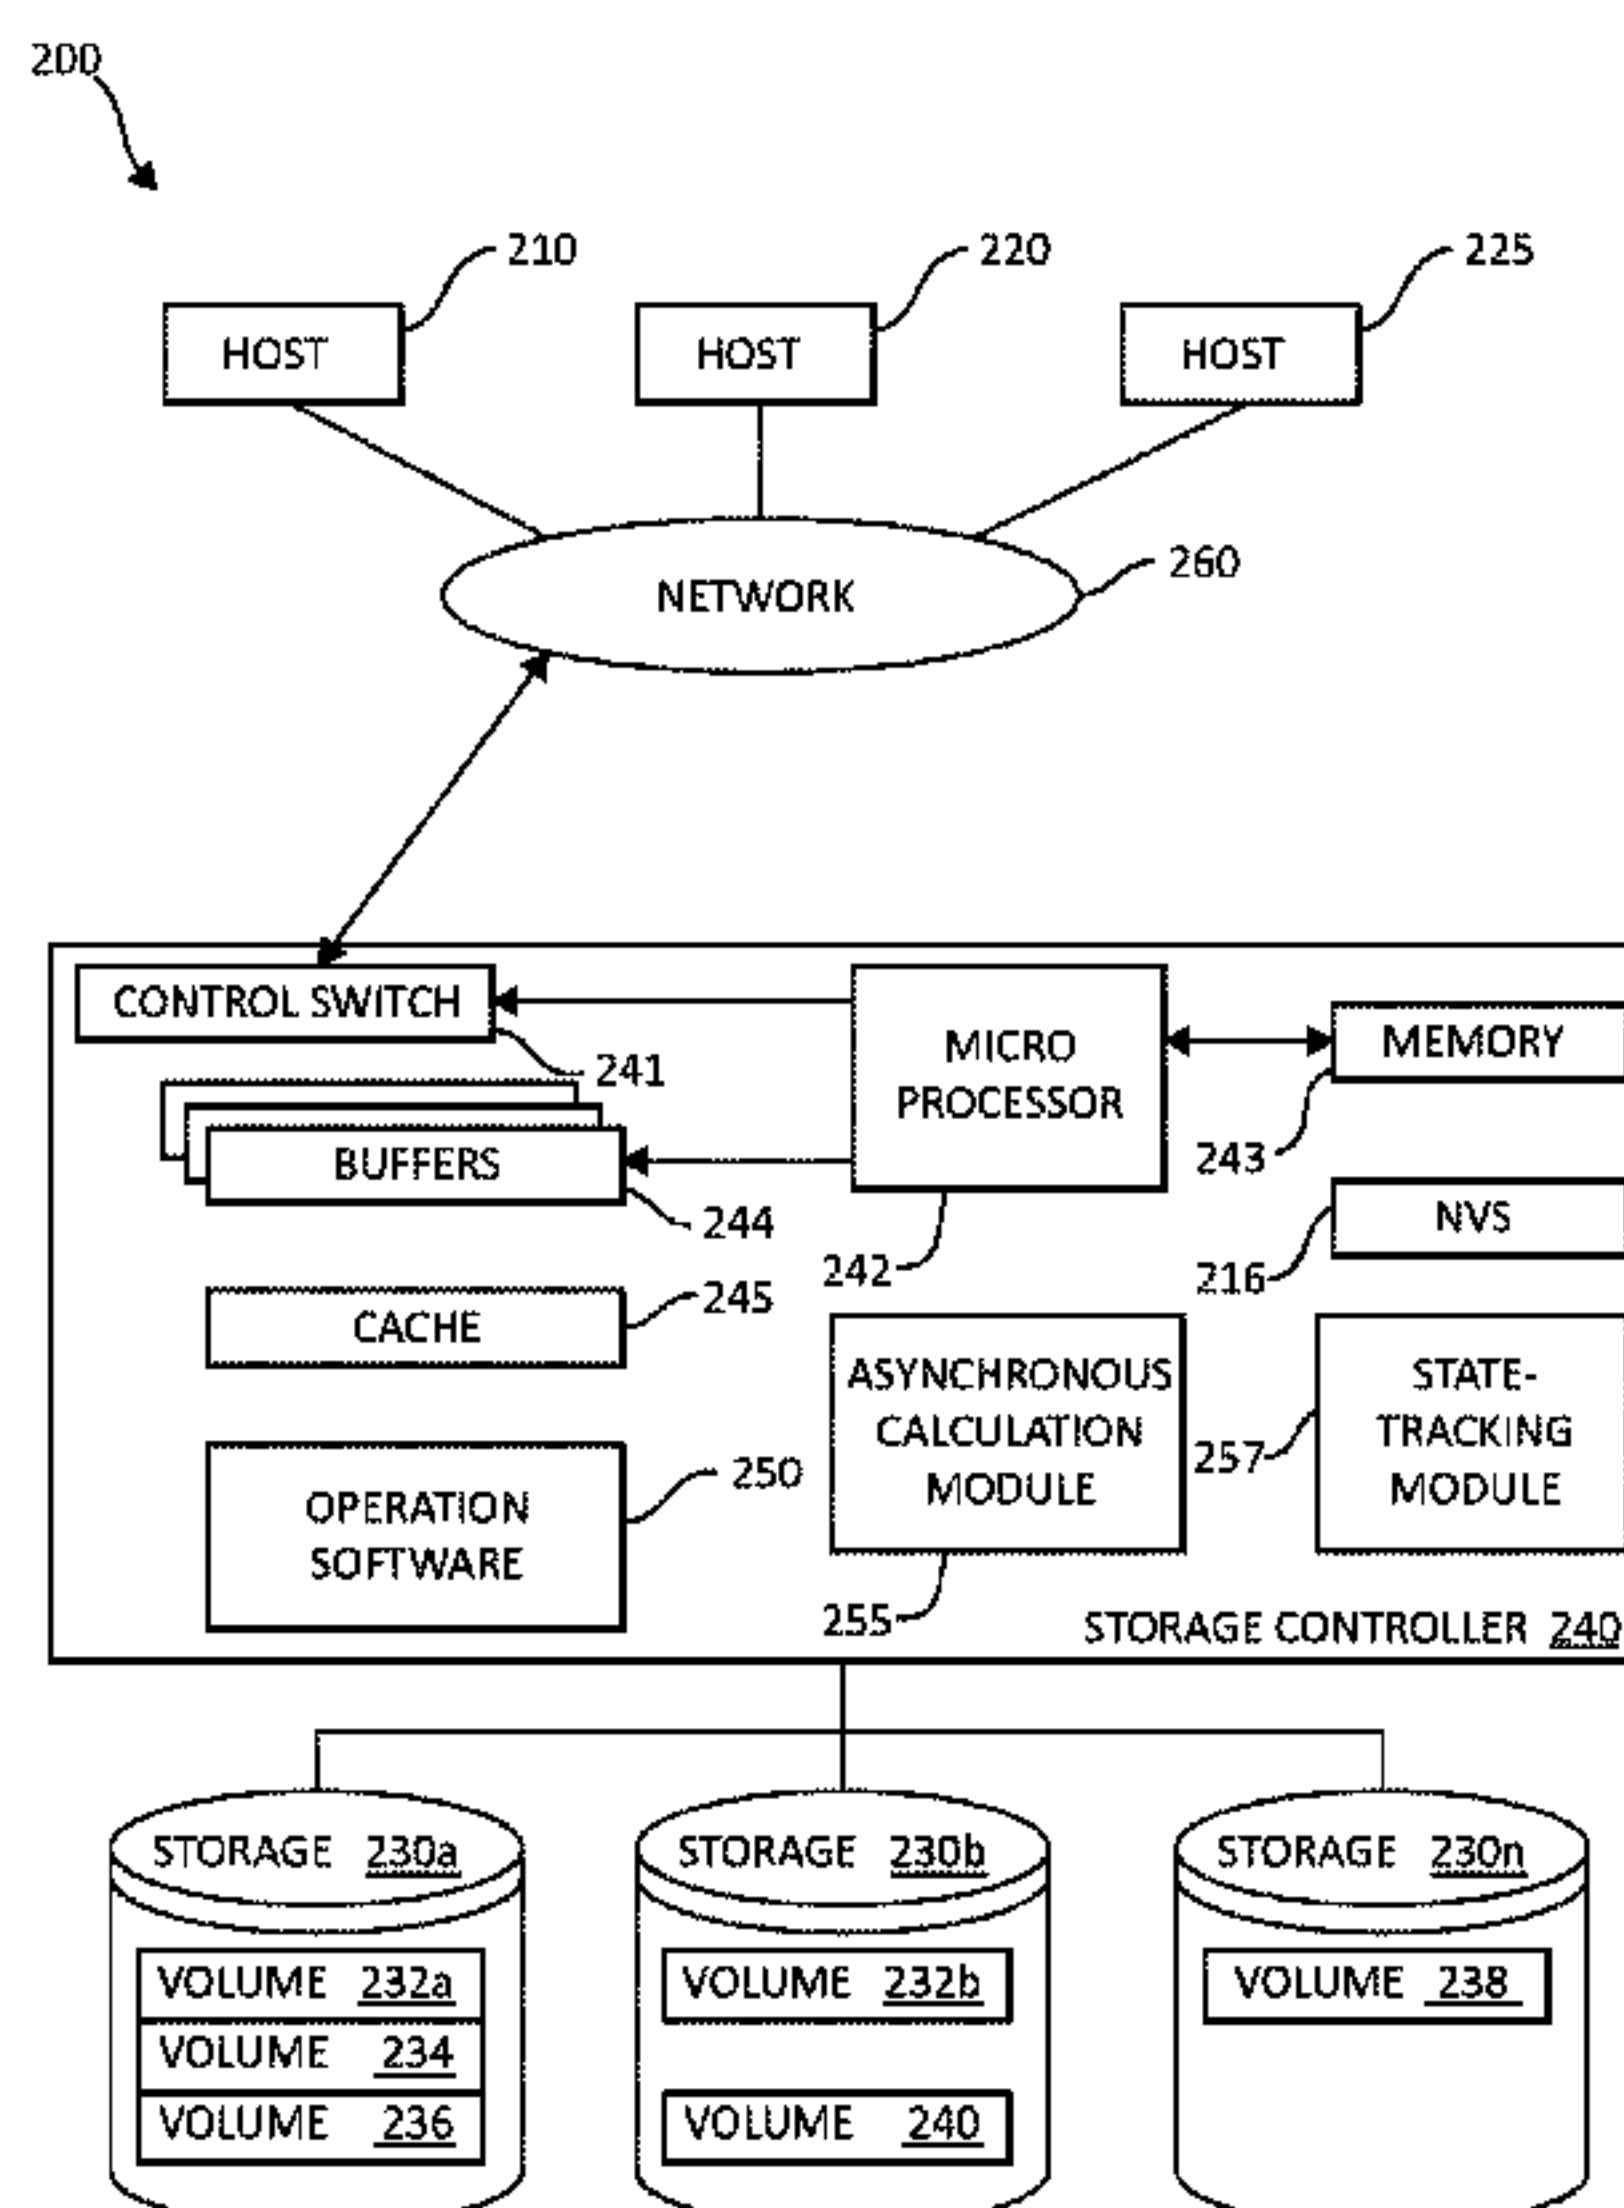 200
210
220
225
HOST
HOST
HOST
260
NETWORK
CONTROL SWITCH
241
MICRO
PROCESSOR
242
MEMORY
243
BUFFERS
244
NVS
216
CACHE
245
ASYNCHRONOUS
CALCULATION
MODULE
255
STATE-
TRACKING
MODULE
257
OPERATION
SOFTWARE
250
STORAGE CONTROLLER 240
STORAGE 230a
STORAGE 230b
STORAGE 230n
VOLUME 232a
VOLUME 234
VOLUME 236
VOLUME 232b
VOLUME 240
VOLUME 238